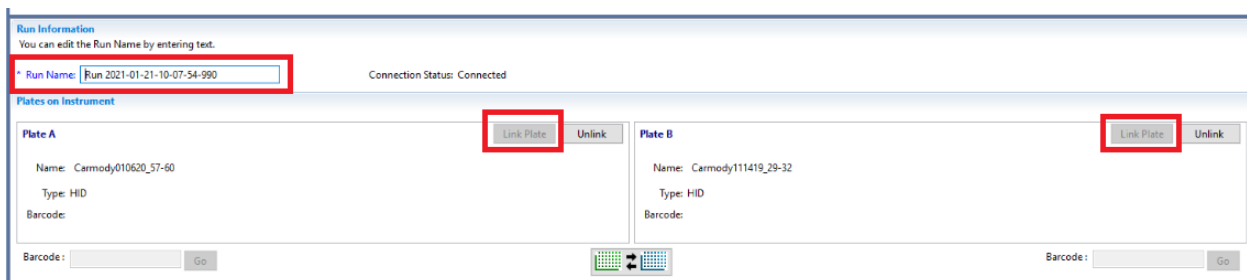 Run Information
You can edit the Run Name by entering text.
* Run Name: Run 2021-01-21-10-07-54-990 Connection Status: Connected
Plates on Instrument
Plate A Link Plate Unlink Plate B Link Plate Unlink
Name: Carmody010620_57-60 Name: Carmody111419_29-32
Type: HID Type: HID
Barcode: Barcode:
Barcode: Go Barcode: Go